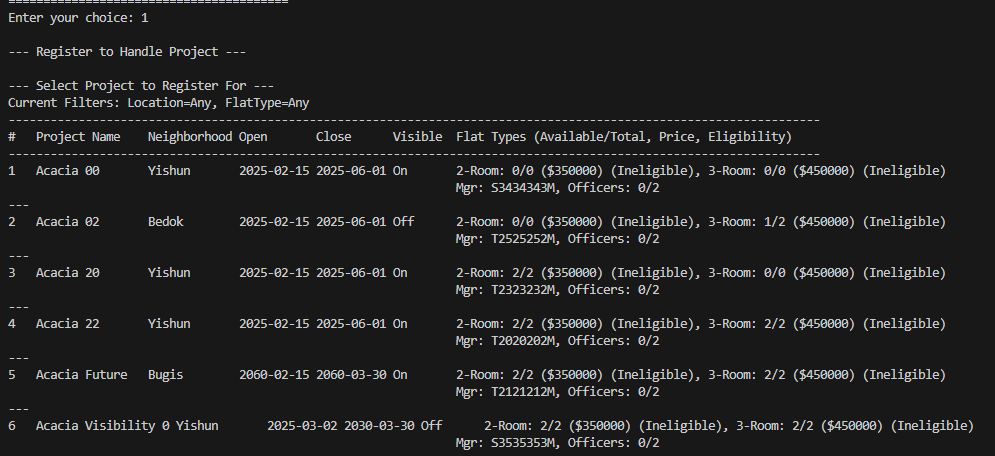 ========================================
Enter your choice: 1
--- Register to Handle Project ---
--- Select Project to Register For ---
Current Filters: Location=Any, FlatType=Any
--------------------------------------------------------------------------------------------------------------------
#   Project Name    Neighborhood Open       Close      Visible  Flat Types (Available/Total, Price, Eligibility)
--------------------------------------------------------------------------------------------------------------------
1   Acacia 00       Yishun       2025-02-15 2025-06-01 On       2-Room: 0/0 ($350000) (Ineligible), 3-Room: 0/0 ($450000) (Ineligible)
                                                                Mgr: S3434343M, Officers: 0/2
---
2   Acacia 02       Bedok        2025-02-15 2025-06-01 Off      2-Room: 0/0 ($350000) (Ineligible), 3-Room: 1/2 ($450000) (Ineligible)
                                                                Mgr: T2525252M, Officers: 0/2
---
3   Acacia 20       Yishun       2025-02-15 2025-06-01 On       2-Room: 2/2 ($350000) (Ineligible), 3-Room: 0/0 ($450000) (Ineligible)
                                                                Mgr: T2323232M, Officers: 0/2
---
4   Acacia 22       Yishun       2025-02-15 2025-06-01 On       2-Room: 2/2 ($350000) (Ineligible), 3-Room: 2/2 ($450000) (Ineligible)
                                                                Mgr: T2020202M, Officers: 0/2
---
5   Acacia Future   Bugis        2060-02-15 2060-03-30 On       2-Room: 2/2 ($350000) (Ineligible), 3-Room: 2/2 ($450000) (Ineligible)
                                                                Mgr: T2121212M, Officers: 0/2
---
6   Acacia Visibility 0 Yishun       2025-03-02 2030-03-30 Off      2-Room: 2/2 ($350000) (Ineligible), 3-Room: 2/2 ($450000) (Ineligible)
                                                                Mgr: S3535353M, Officers: 0/2